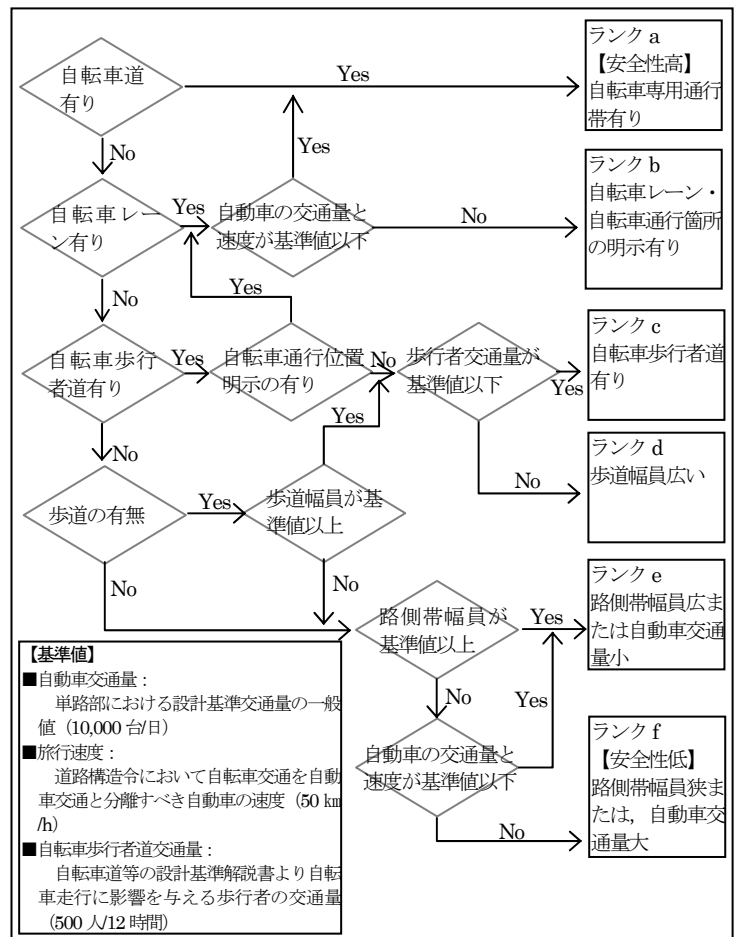 自転車道
有り
Yes
ランク a
【安全性高】
自転車専用通行
帯有り
No
Yes
自転車レー
ン有り
Yes
自動車の交通量と
速度が基準値以下
No
ランク b
自転車レーン・
自転車通行箇所
の明示有り
No
Yes
自転車歩行
者道有り
Yes
自転車通行位置
明示の有り
No
歩行者交通量が
基準値以下
Yes
ランク c
自転車歩行者道
有り
No
Yes
No
ランク d
歩道幅員広い
歩道の有無
Yes
歩道幅員が基
準値以上
No
No
路側帯幅員が
基準値以上
Yes
ランク e
路側帯幅員広ま
たは自動車交通
量小
No
Yes
自動車の交通量と
速度が基準値以下
No
ランク f
【安全性低】
路側帯幅員狭ま
たは，自動車交
通量大
【基準値】
■自動車交通量：
単路部における設計基準交通量の一般
値（10,000 台/日）
■旅行速度：
道路構造令において自転車交通を自動
車交通と分離すべき自動車の速度（50 km
/h）
■自転車歩行者道交通量：
自転車道等の設計基準解説書より自転
車走行に影響を与える歩行者の交通量
（500 人/12 時間）